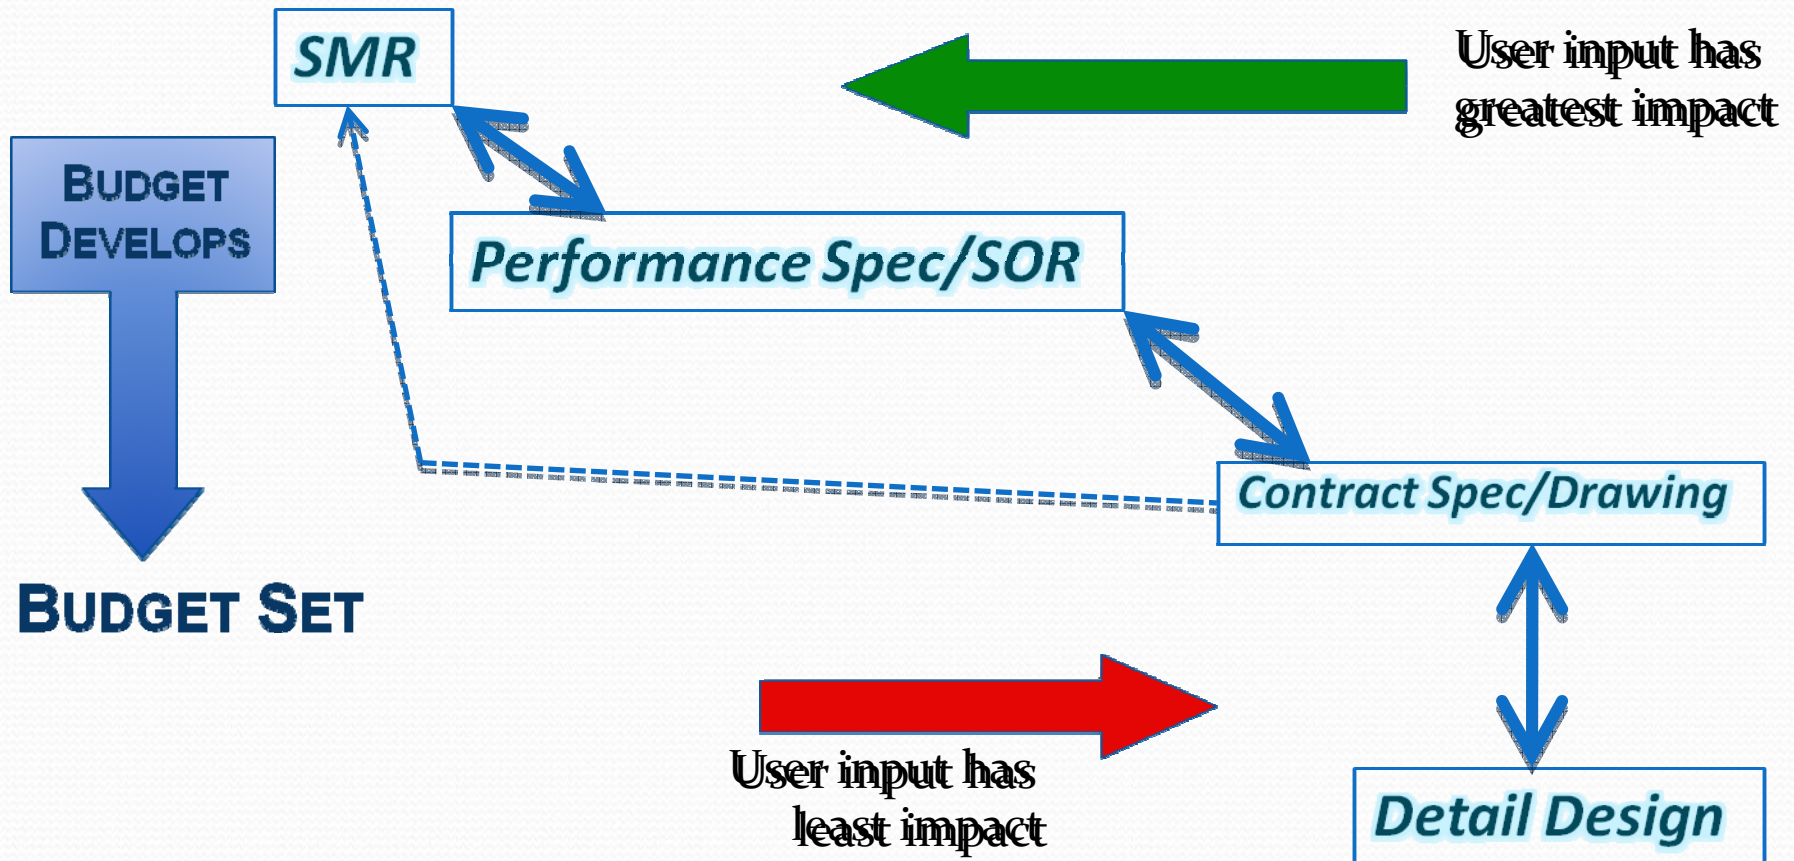 SMR
User input has
greatest impact
BUDGET
DEVELOPS
Performance Spec/SOR
Contract Spec/Drawing
BUDGET SET
User input has
least impact
Detail Design